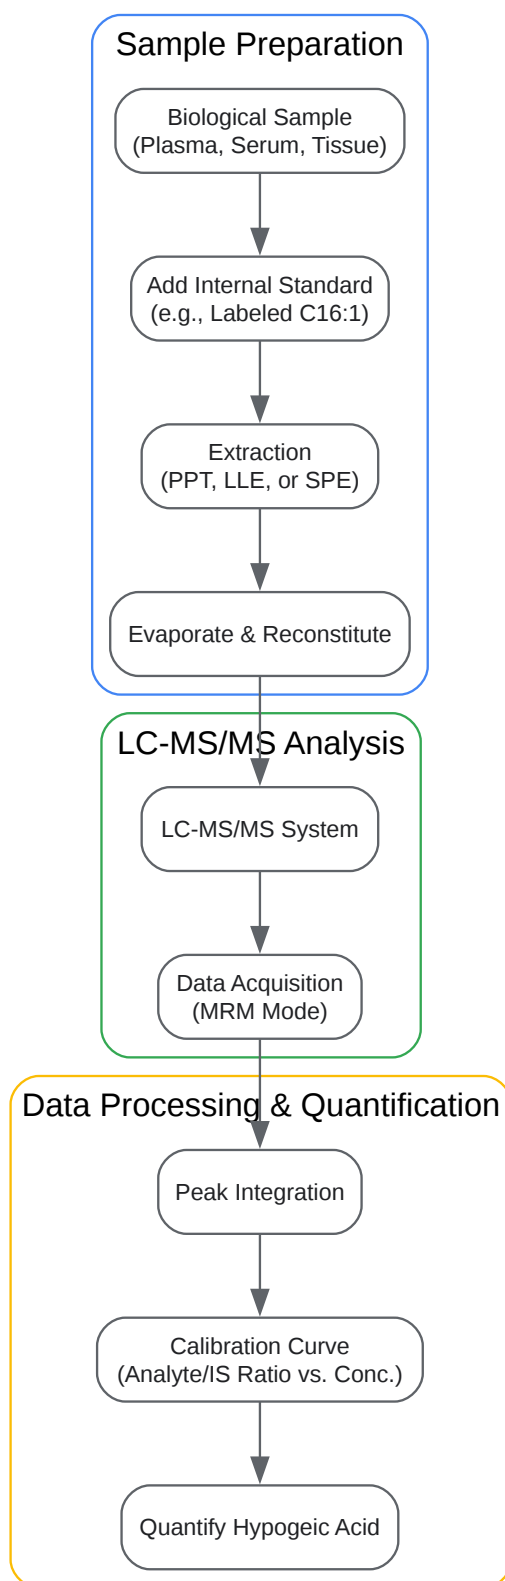 Sample Preparation
Biological Sample
(Plasma, Serum, Tissue)
Add Internal Standard
(e.g., Labeled C16:1)
Extraction
(PPT, LLE, or SPE)
Evaporate & Reconstitute
LC-MS/MS Analysis
LC-MS/MS System
Data Acquisition
(MRM Mode)
Data Processing & Quantification
Peak Integration
Calibration Curve
(Analyte/IS Ratio vs. Conc.)
Quantify Hypogeic Acid